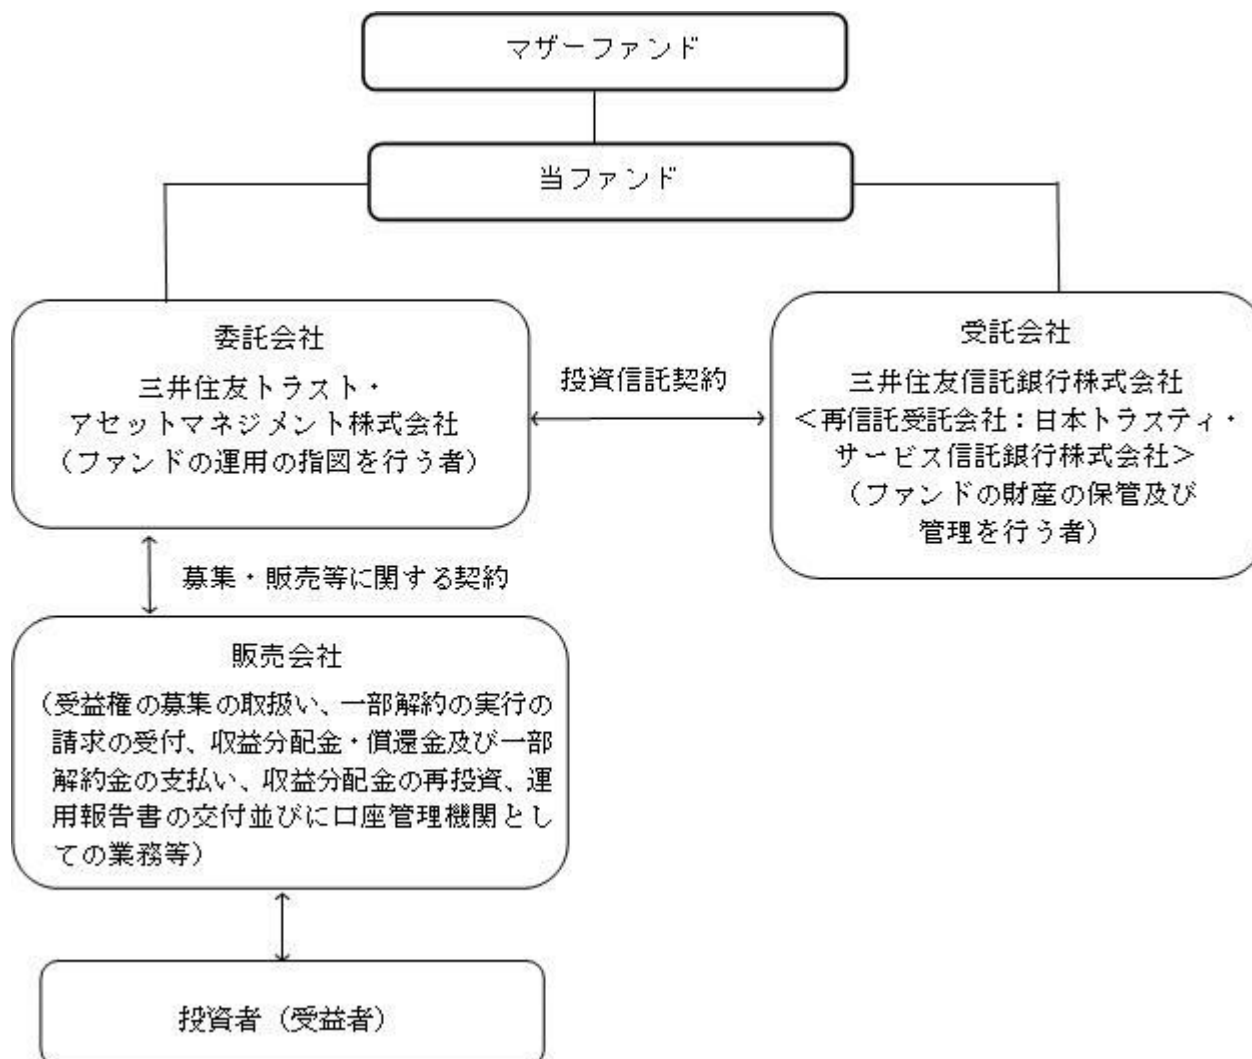 マザーファンド
当ファンド
委託会社
三井住友トラスト・
アセットマネジメント株式会社
（ファンドの運用の指図を行う者）
投資信託契約
受託会社
三井住友信託銀行株式会社
＜再信託受託会社：日本トラスティ・
サービス信託銀行株式会社＞
（ファンドの財産の保管及び
管理を行う者）
募集・販売等に関する契約
販売会社
（受益権の募集の取扱い、一部解約の実行の
請求の受付、収益分配金・償還金及び一部
解約金の支払い、収益分配金の再投資、運
用報告書の交付並びに口座管理機関とし
ての業務等）
投資者（受益者）